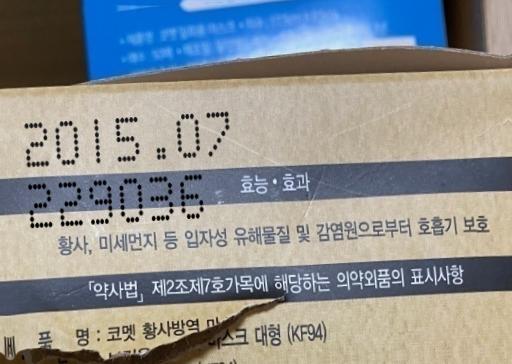 2015.07
229036
효능·효과
황사, 미세먼지 등 입자성 유해물질 및 감염원으로부터 호흡기 보호
「약사법」 제2조제7호가목에 해당하는 의약외품의 표시사항
품 명 : 코멧 황사방역 마스크 대형 (KF94)